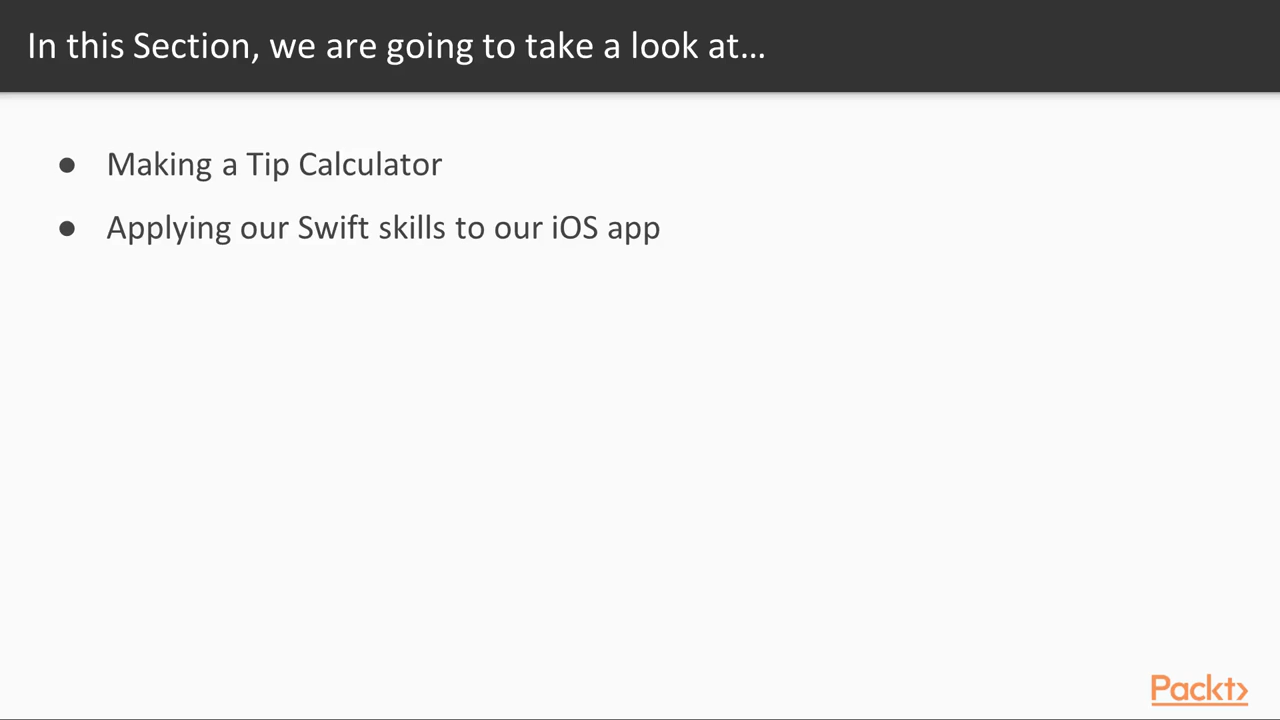 In this Section, we are going to take a look at…
● Making a Tip Calculator
● Applying our Swift skills to our iOS app
Packt>